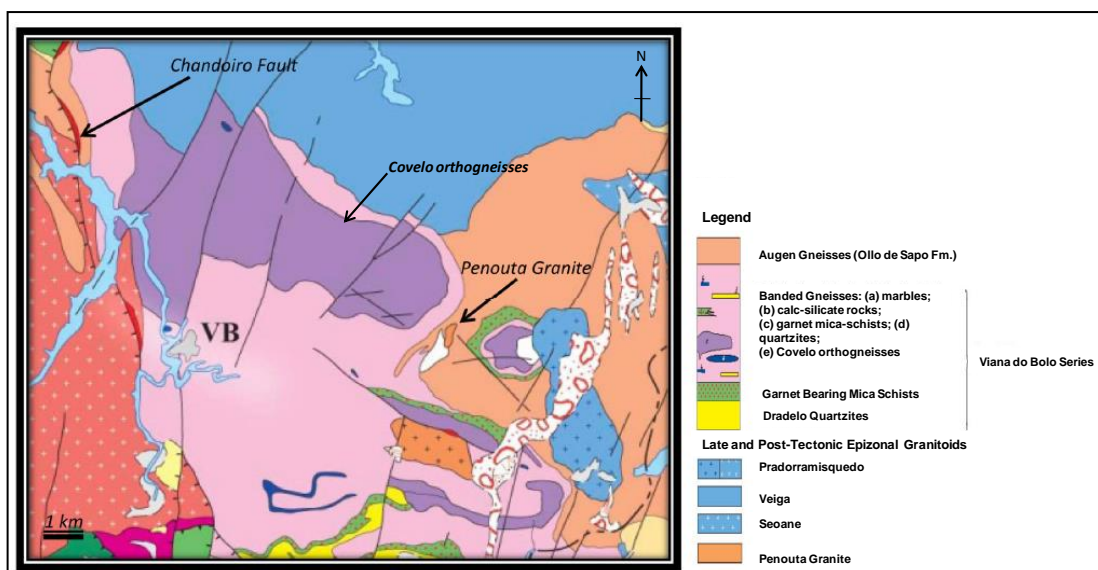 Chandoiro Fault
N
Covelo orthogneisses
Penouta Granite
VB
1 km
Legend
Augen Gneisses (Ollo de Sapo Fm.)
Banded Gneisses: (a) marbles;
(b) calc-silicate rocks;
(c) garnet mica-schists; (d)
quartzites;
(e) Covelo orthogneisses
Viana do Bolo Series
Garnet Bearing Mica Schists
Dradelo Quartzites
Late and Post-Tectonic Epizonal Granitoids
Pradorramisquedo
Veiga
Seoane
Penouta Granite